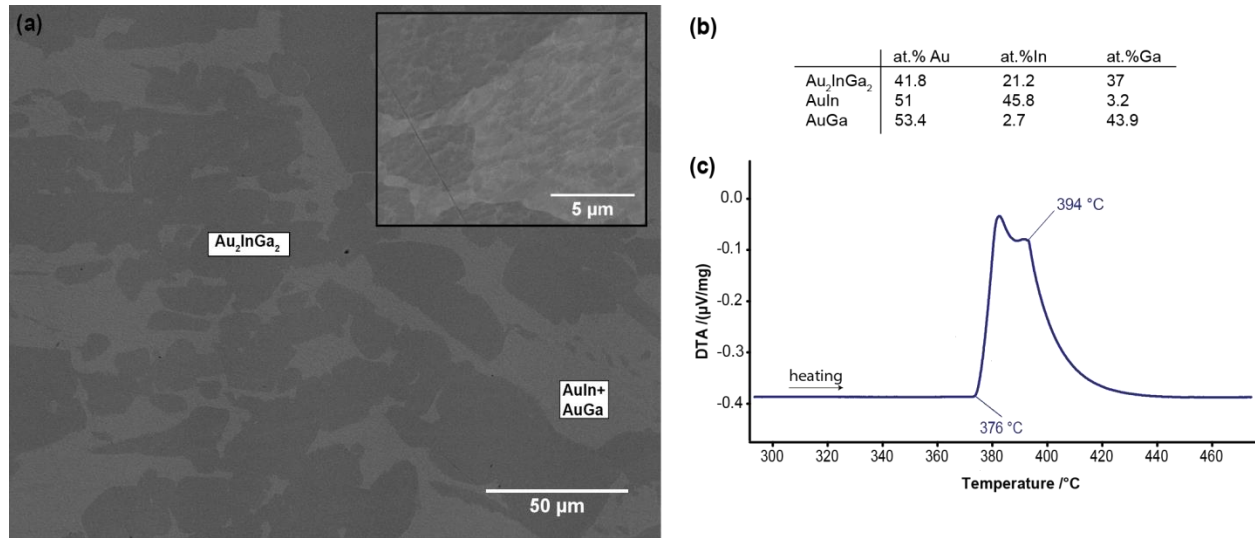 (a)
5 µm
Au₂InGa₂
AuIn+
AuGa
50 µm
(b)
at.% Au at.%In at.%Ga
Au₂InGa₂ 41.8 21.2 37
AuIn 51 45.8 3.2
AuGa 53.4 2.7 43.9
(c)
0.0
-0.1
-0.2
-0.3
-0.4
DTA /(µV/mg)
394 °C
heating
376 °C
300 320 340 360 380 400 420 440 460
Temperature /°C